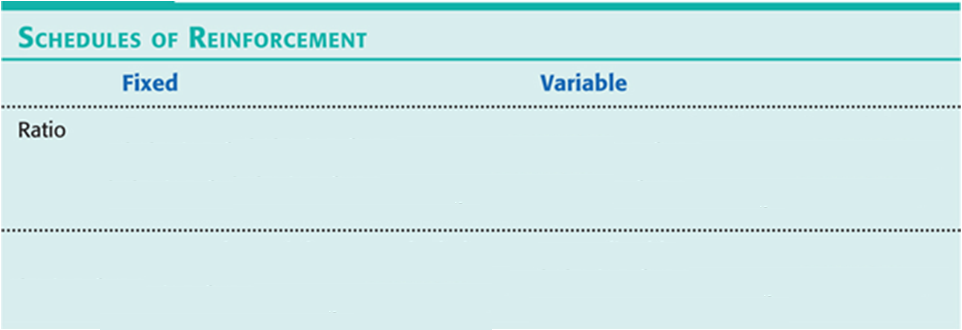 SCHEDULES OF REINFORCEMENT
Fixed Variable
Ratio